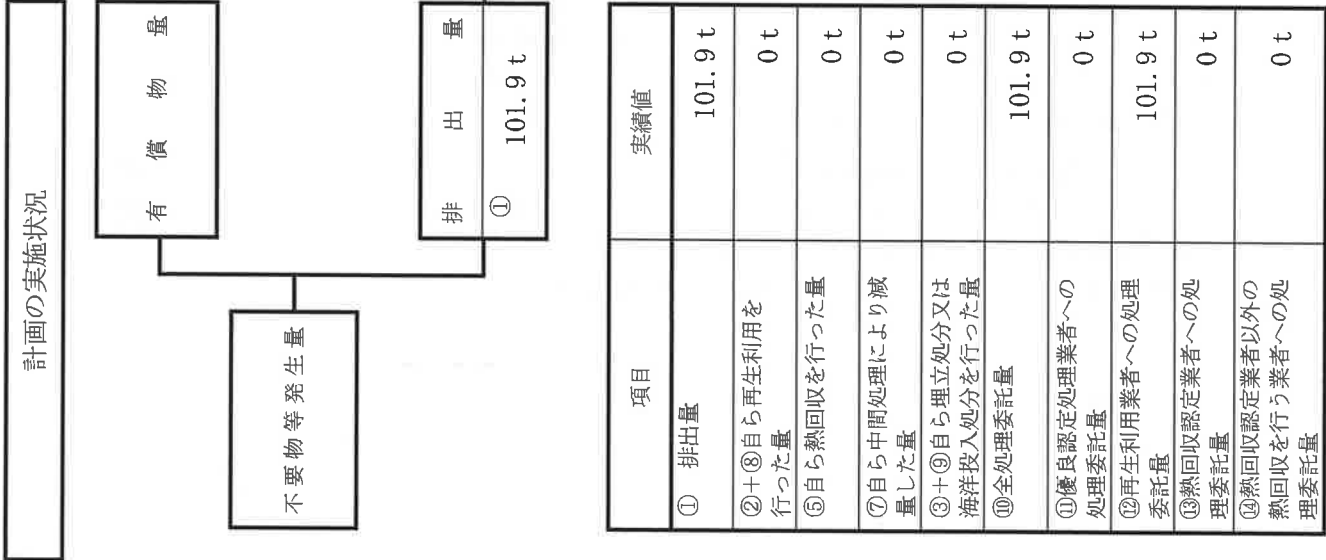 計画の実施状況
有償物量
不要物等発生量
排出量
① 101.9 t
項目 実績値
① 排出量 101.9 t
②+⑧自ら再生利用を
行った量 0 t
⑤自ら熱回収を行った量 0 t
⑦自ら中間処理により減
量した量 0 t
③+⑨自ら埋立処分又は
海洋投入処分を行った量 0 t
⑩全処理委託量 101.9 t
⑪優良認定処理業者への
処理委託量 0 t
⑫再生利用業者への処理
委託量 101.9 t
⑬熱回収認定業者への処
理委託量 0 t
⑭熱回収認定業者以外の
熱回収を行う業者への処
理委託量 0 t